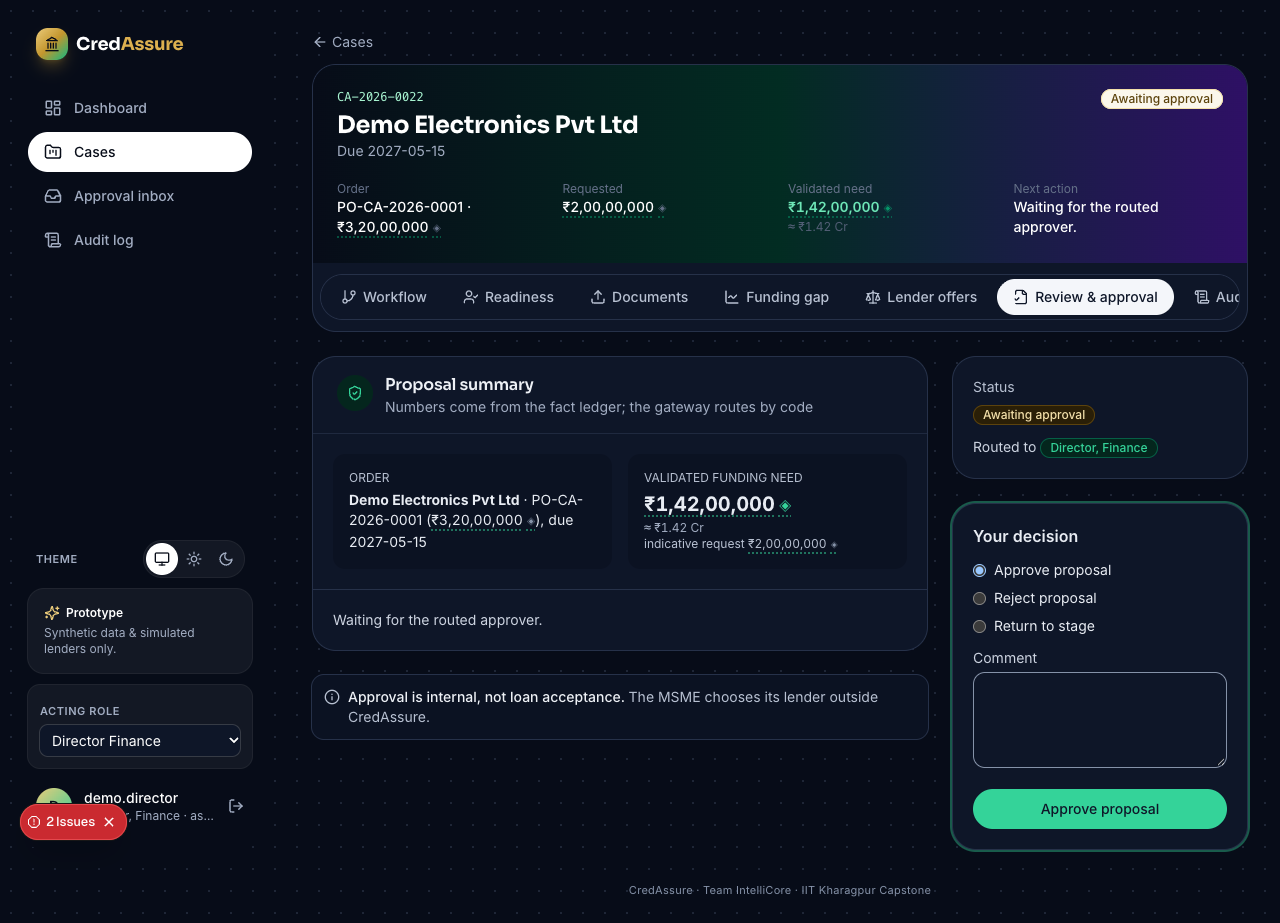 CredAssure
Dashboard
Cases
Approval inbox
Audit log
THEME
Prototype
Synthetic data & simulated
lenders only.
ACTING ROLE
Director Finance
demo.director
, Finance · as...
2 Issues
Cases
CA-2026-0022
Awaiting approval
Demo Electronics Pvt Ltd
Due 2027-05-15
Order
PO-CA-2026-0001 ·
₹3,20,00,000
Requested
₹2,00,00,000
Validated need
₹1,42,00,000
≈ ₹1.42 Cr
Next action
Waiting for the routed
approver.
Workflow
Readiness
Documents
Funding gap
Lender offers
Review & approval
Proposal summary
Numbers come from the fact ledger; the gateway routes by code
ORDER
Demo Electronics Pvt Ltd · PO-CA-
2026-0001 (₹3,20,00,000 ◈), due
2027-05-15
VALIDATED FUNDING NEED
₹1,42,00,000
≈ ₹1.42 Cr
indicative request ₹2,00,00,000
Waiting for the routed approver.
Approval is internal, not loan acceptance. The MSME chooses its lender outside
CredAssure.
Status
Awaiting approval
Routed to Director, Finance
Your decision
Approve proposal
Reject proposal
Return to stage
Comment
Approve proposal
CredAssure · Team IntelliCore · IIT Kharagpur Capstone